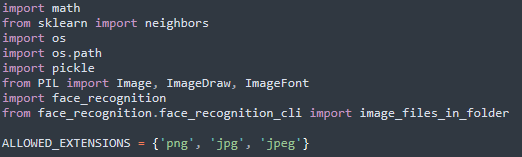 import math
from sklearn import neighbors
import os
import os.path
import pickle
from PIL import Image, ImageDraw, ImageFont
import face_recognition
from face_recognition.face_recognition_cli import image_files_in_folder
ALLOWED_EXTENSIONS = {'png', 'jpg', 'jpeg'}